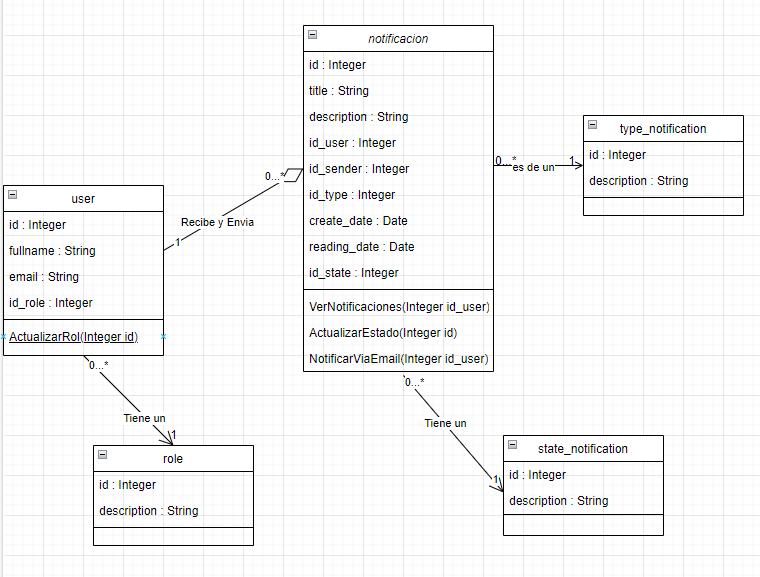 notificacion
id : Integer
title : String
description : String
id_user : Integer
id_sender : Integer
id_type : Integer
create_date : Date
reading_date : Date
id_state : Integer
VerNotificaciones(Integer id_user)
ActualizarEstado(Integer id)
NotificarViaEmail(Integer id_user)
type_notification
id : Integer
description : String
0...*
es de un
1
0...*
Recibe y Envia
1
user
id : Integer
fullname : String
email : String
id_role : Integer
ActualizarRol(Integer id)
0...*
Tiene un
1
role
id : Integer
description : String
0...*
Tiene un
1
state_notification
id : Integer
description : String